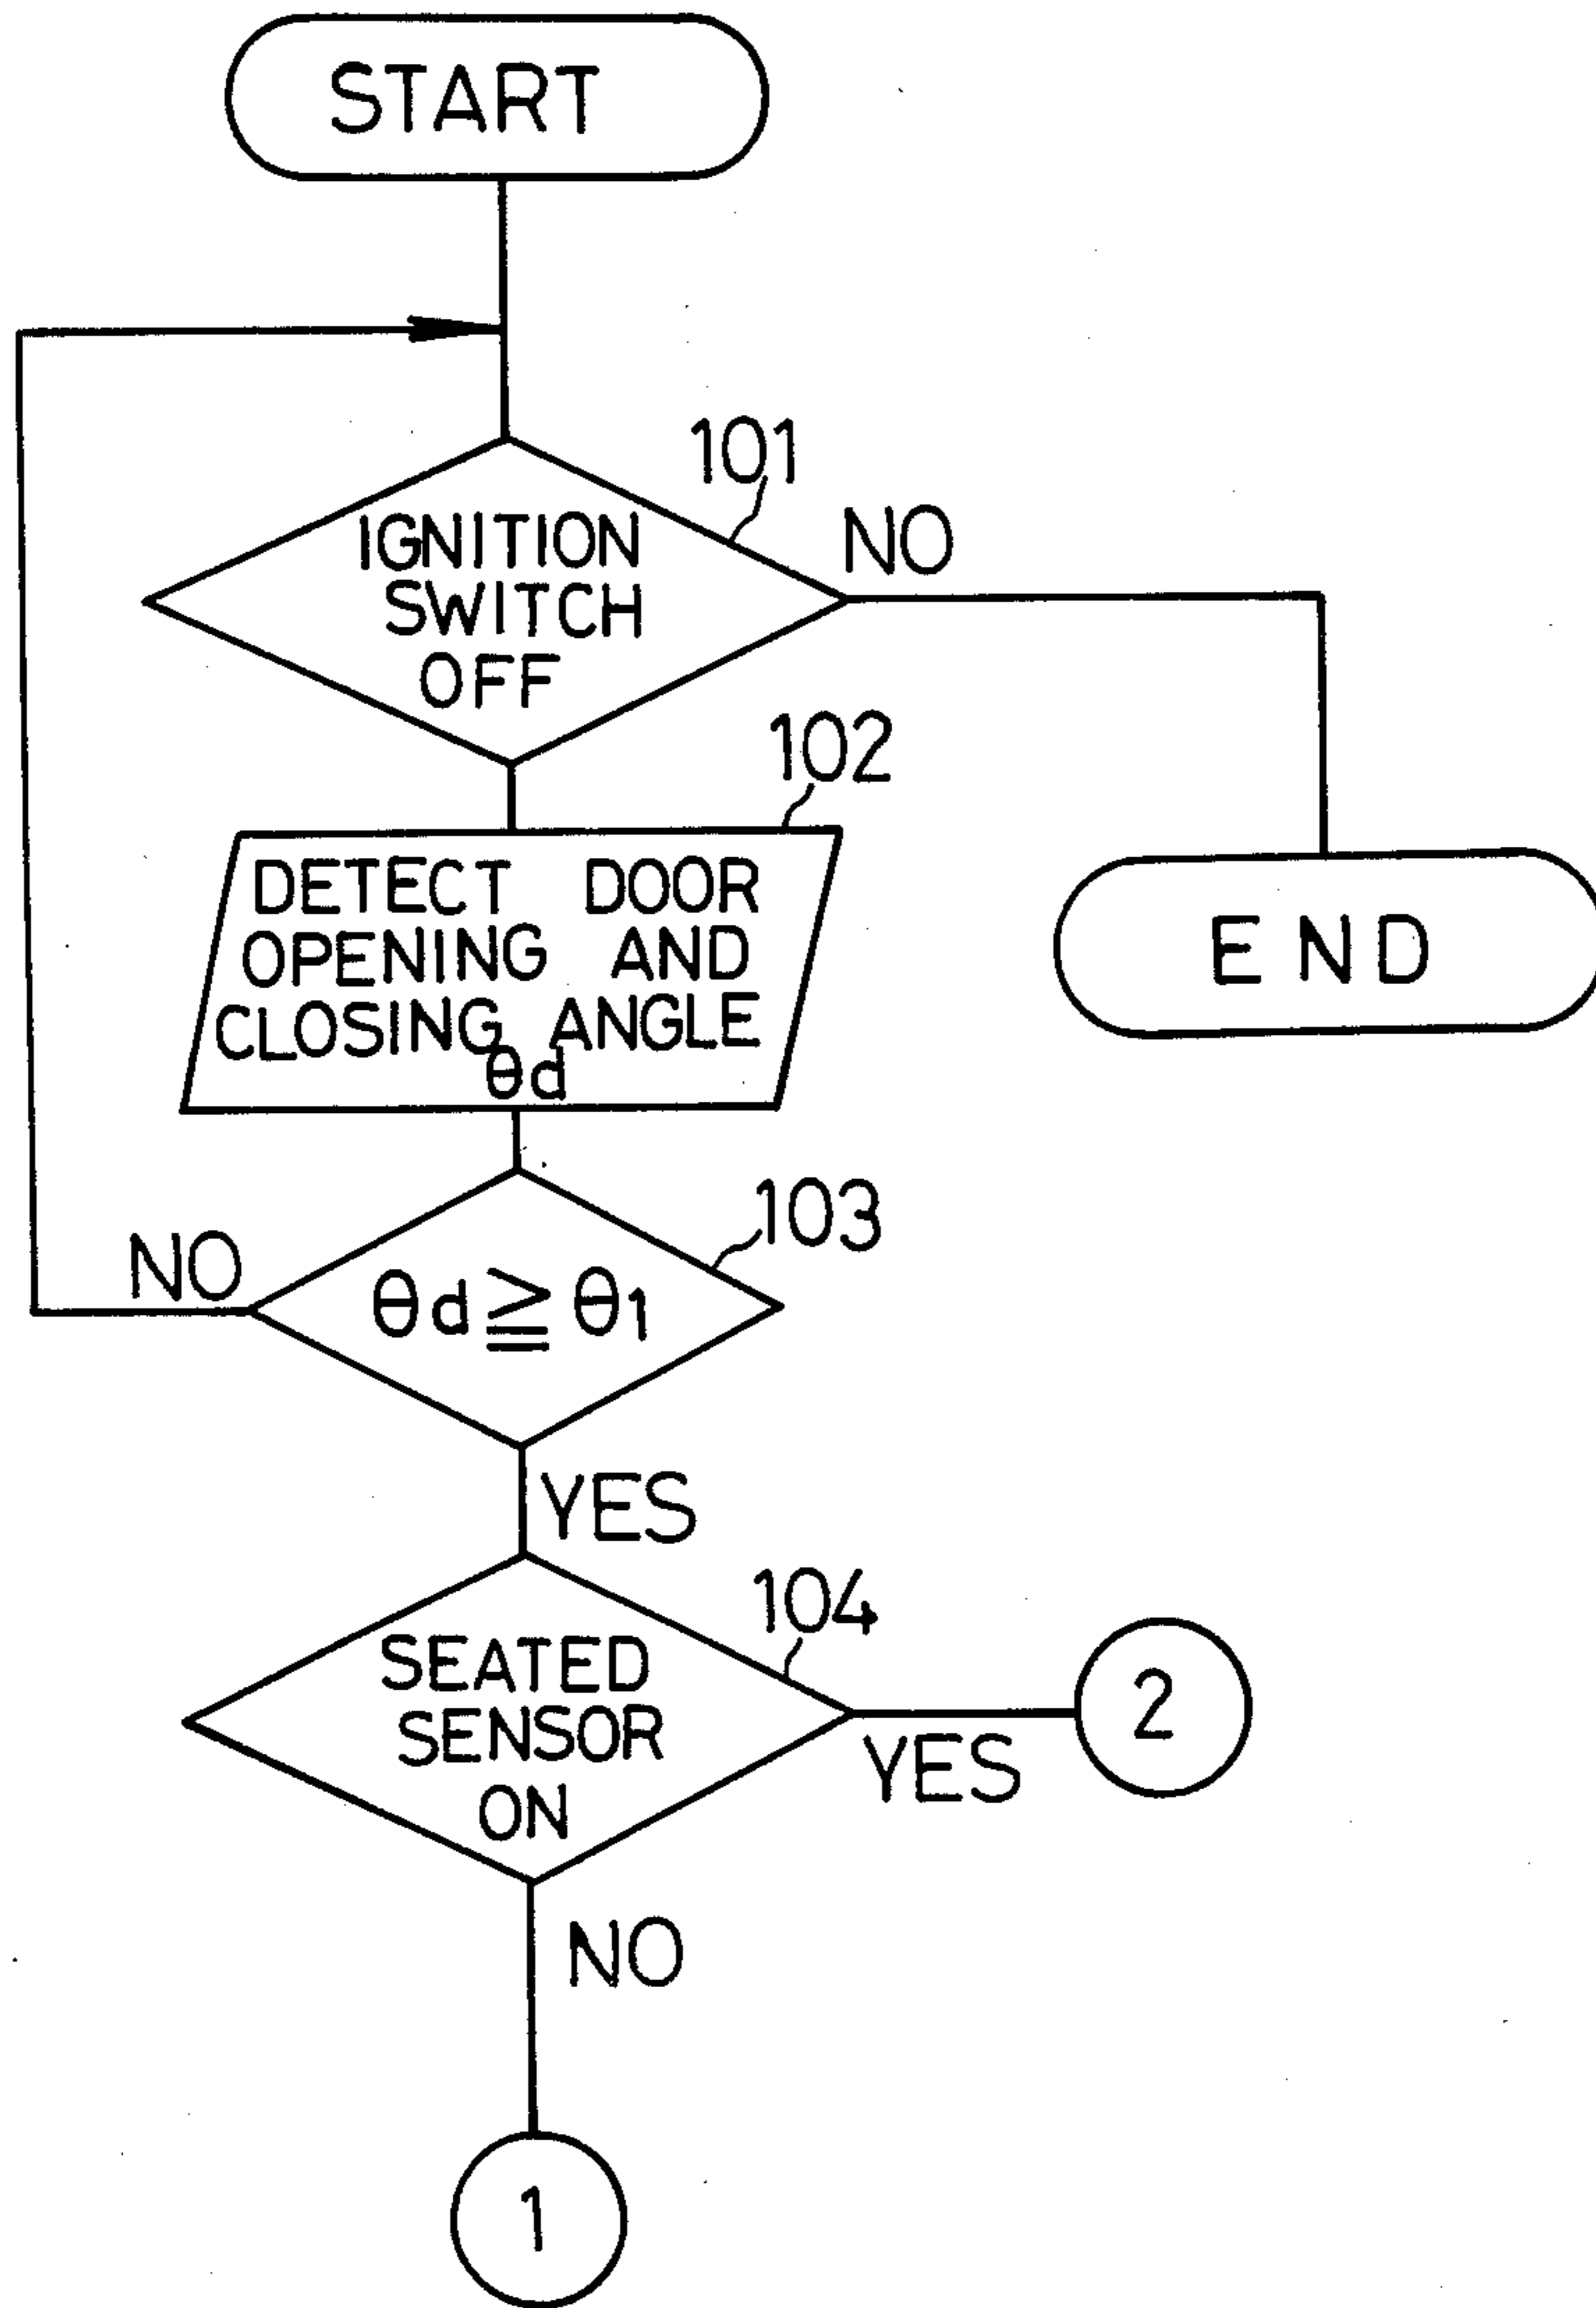 START
101
IGNITION
SWITCH
OFF
NO
102
DETECT DOOR
OPENING AND
CLOSING ANGLE
θd
END
103
NO
θd ≧ θ1
YES
104
SEATED
SENSOR
ON
YES
2
NO
1